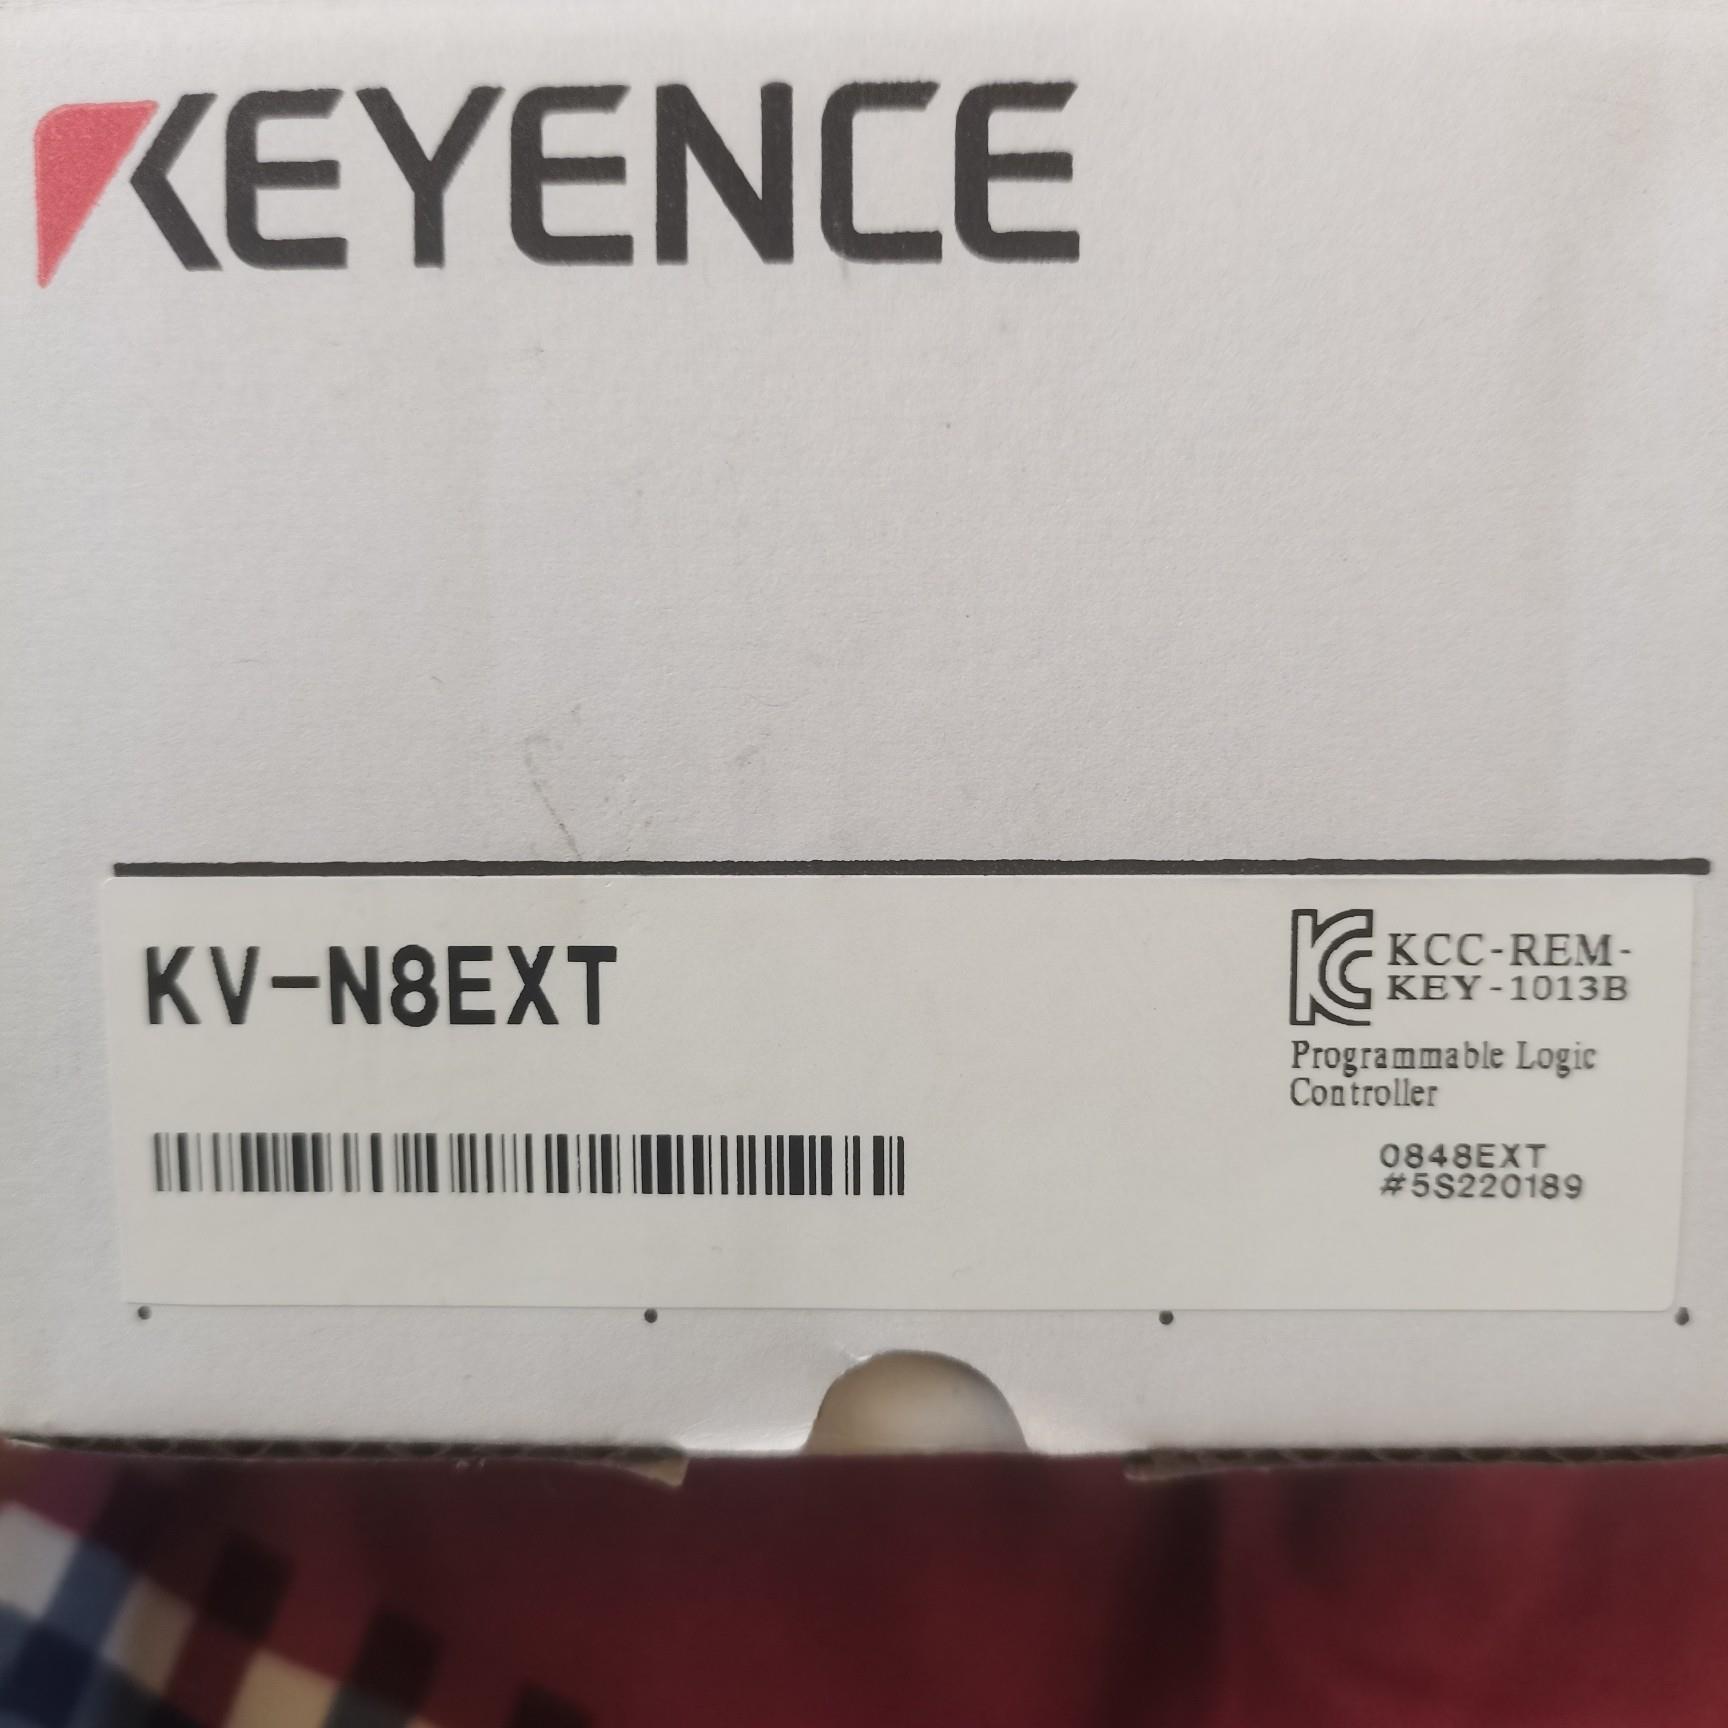 KEYENCE
KV-N8EXT
KCC-REM-
KEY-1013B
Programmable Logic
Controller
0848EXT
#5S220189